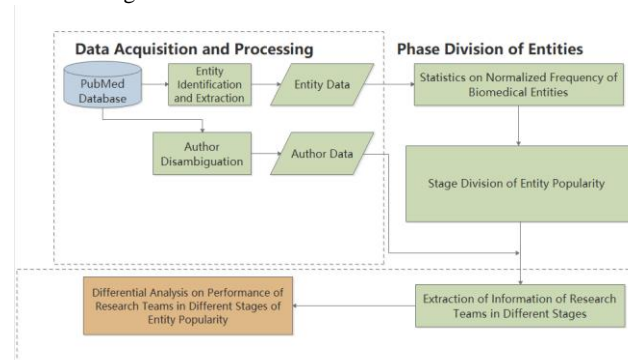 Data Acquisition and Processing
Phase Division of Entities
PubMed
Database
Entity
Identification
and Extraction
Entity Data
Statistics on Normalized Frequency of
Biomedical Entities
Author
Disambiguation
Author Data
Stage Division of Entity Popularity
Differential Analysis on Performance of
Research Teams in Different Stages of
Entity Popularity
Extraction of Information of Research
Teams in Different Stages